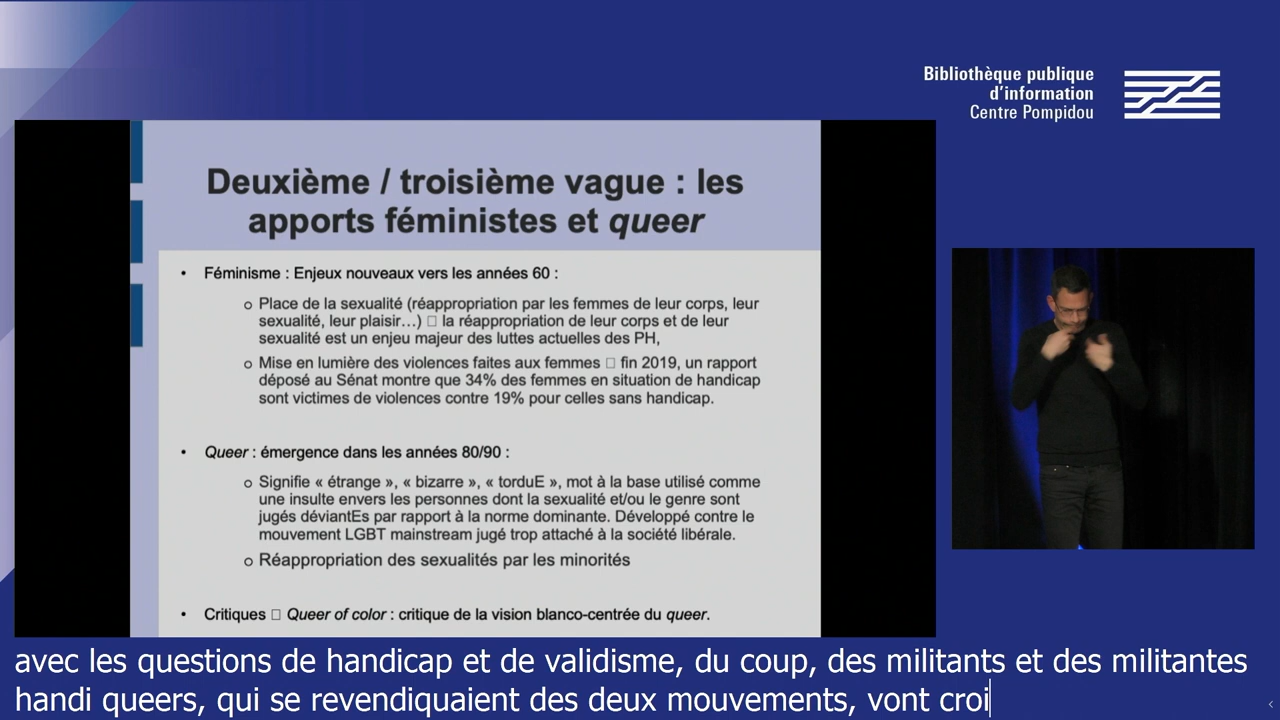 Bibliothèque publique
d'information
Centre Pompidou
Deuxième / troisième vague : les
apports féministes et queer
• Féminisme : Enjeux nouveaux vers les années 60 :
o Place de la sexualité (réappropriation par les femmes de leur corps, leur
sexualité, leur plaisir…) □ la réappropriation de leur corps et de leur
sexualité est un enjeu majeur des luttes actuelles des PH,
o Mise en lumière des violences faites aux femmes □ fin 2019, un rapport
déposé au Sénat montre que 34% des femmes en situation de handicap
sont victimes de violences contre 19% pour celles sans handicap.
• Queer : émergence dans les années 80/90 :
o Signifie « étrange », « bizarre », « torduE », mot à la base utilisé comme
une insulte envers les personnes dont la sexualité et/ou le genre sont
jugés déviantEs par rapport à la norme dominante. Développé contre le
mouvement LGBT mainstream jugé trop attaché à la société libérale.
o Réappropriation des sexualités par les minorités
• Critiques □ Queer of color : critique de la vision blanco-centrée du queer.
avec les questions de handicap et de validisme, du coup, des militants et des militantes
handi queers, qui se revendiquaient des deux mouvements, vont croi